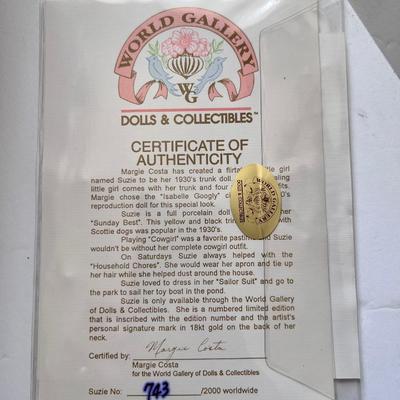 WORLD GALLERY
WG
DOLLS & COLLECTIBLES™
CERTIFICATE OF
AUTHENTICITY
Margie Costa has created a little girl
named Suzie to be her 1930's trunk doll.
little girl comes with her trunk and four
Margie chose the "Isabelle Googly"
reproduction doll for this special look.
Suzie is a full porcelain doll her
"Sunday Best". This yellow and black with
Scottie dogs was popular in the 1930's.
Playing "Cowgirl" was a favorite and Suzie
wouldn't be without her complete cowgirl outfit.
On Saturdays Suzie always helped with the
"Household Chores". She would wear her apron and tie up
her hair while she helped dust around the house.
Suzie loved to dress in her "Sailor Suit" and go to
the park to sail her toy boat in the pond.
Suzie is only available through the World Gallery
of Dolls & Collectibles. She is a numbered limited edition
that is inscribed with the edition number and the artist's
personal signature mark in 18kt gold on the back of her
neck.
Certified by: Margie Costa
Margie Costa
for the World Gallery of Dolls & Collectibles
Suzie No: 743 /2000 worldwide
WORLD GALLERY